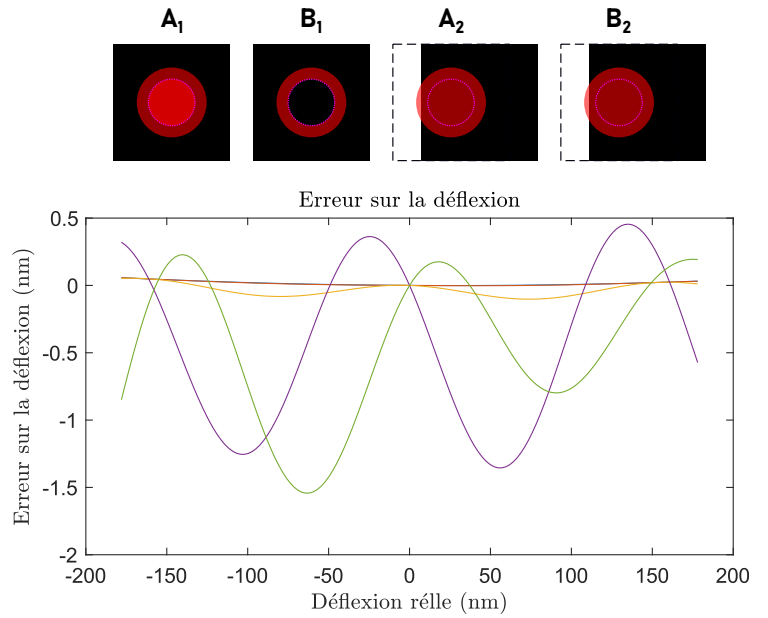 A₁ B₁ A₂ B₂
Erreur sur la déflexion
Erreur sur la déflexion (nm)
0.5
0
-0.5
-1
-1.5
-2
-200 -150 -100 -50 0 50 100 150 200
Déflexion rélle (nm)